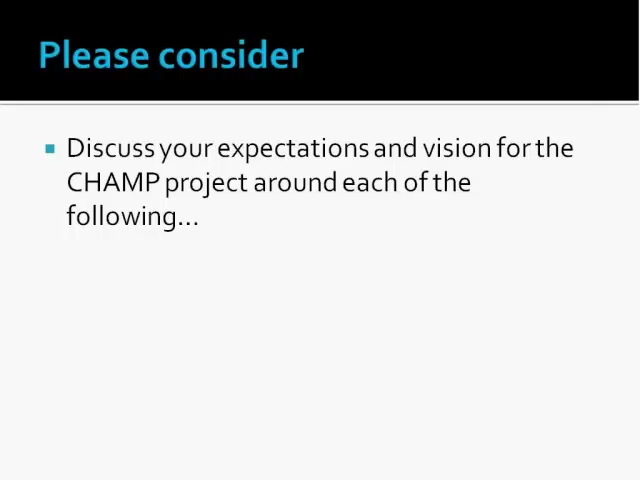 Please consider
Discuss your expectations and vision for the
CHAMP project around each of the
following…